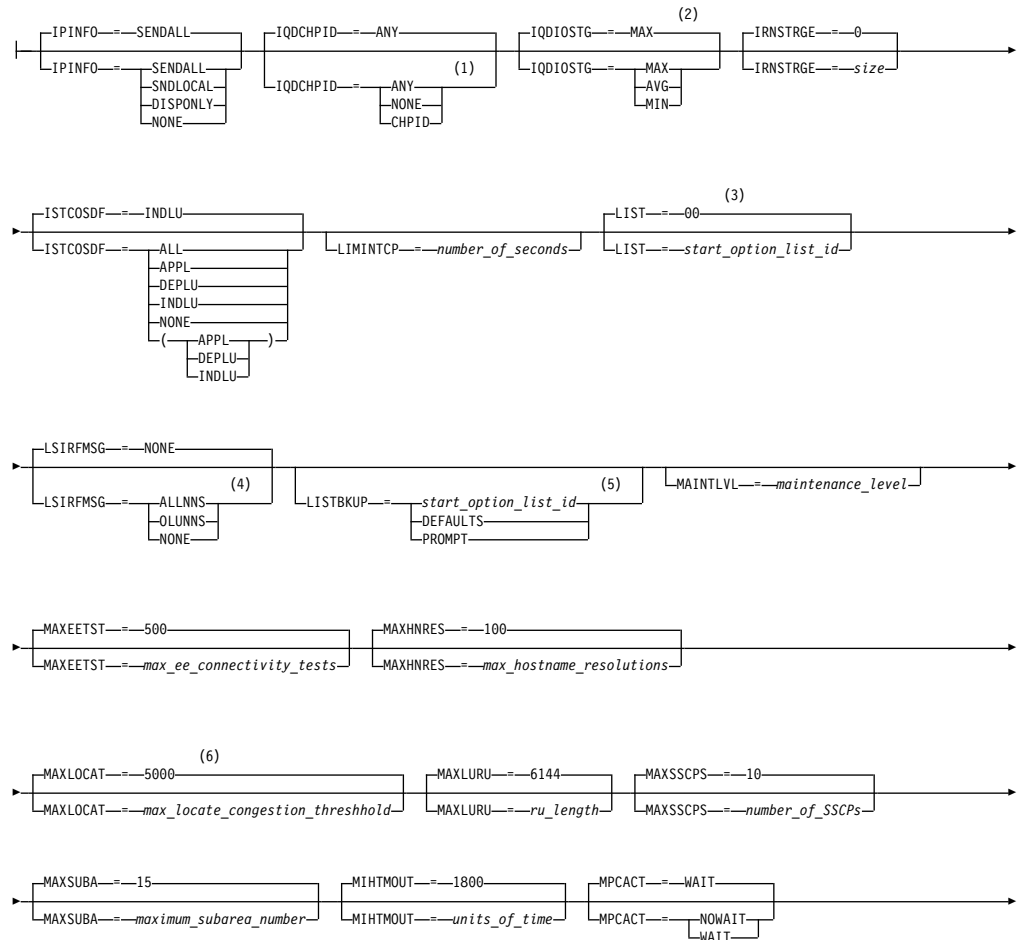 (2)
IPINFO = SENDALL IQDCHPID = ANY IQDIOSTG = MAX IRNSTRGE = 0
(1)
IPINFO = SENDALL IQDCHPID = ANY IQDIOSTG = MAX IRNSTRGE = size
SNDLOCAL NONE AVG
DISPONLY CHPID MIN
NONE
(3)
ISTCOSDF = INDLU LIST = 00
ISTCOSDF = ALL LIMINTCP = number_of_seconds LIST = start_option_list_id
APPL
DEPLU
INDLU
NONE
( APPL )
DEPLU
INDLU
LSIRFMSG = NONE
(4) (5) MAINTLVL = maintenance_level
LSIRFMSG = ALLNNS LISTBKUP = start_option_list_id
OLUNNS DEFAULTS
NONE PROMPT
MAXEETST = 500 MAXHNRES = 100
MAXEETST = max_ee_connectivity_tests MAXHNRES = max_hostname_resolutions
(6)
MAXLOCAT = 5000 MAXLURU = 6144 MAXSSCPS = 10
MAXLOCAT = max_locate_congestion_threshhold MAXLURU = ru_length MAXSSCPS = number_of_SSCPs
MAXSUBA = 15 MIHTMOUT = 1800 MPCACT = WAIT
MAXSUBA = maximum_subarea_number MIHTMOUT = units_of_time MPCACT = NOWAIT
WAIT